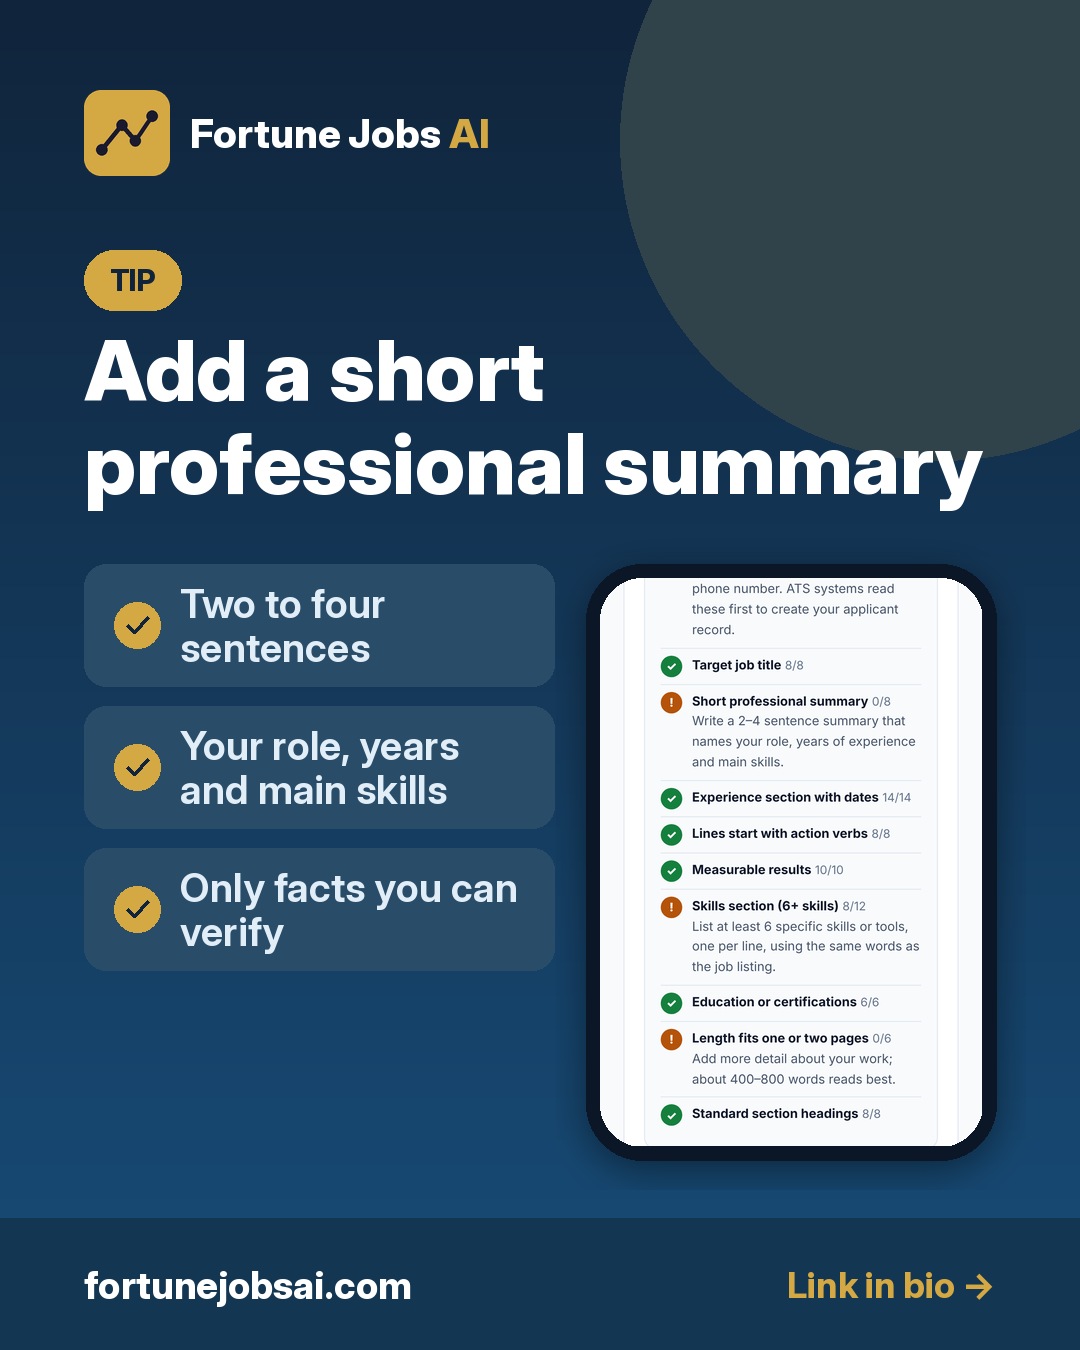 Fortune Jobs AI
TIP
Add a short
professional summary
Two to four
sentences
Your role, years
and main skills
Only facts you can
verify
phone number. ATS systems read
these first to create your applicant
record.
Target job title 8/8
Short professional summary 0/8
Write a 2–4 sentence summary that
names your role, years of experience
and main skills.
Experience section with dates 14/14
Lines start with action verbs 8/8
Measurable results 10/10
Skills section (6+ skills) 8/12
List at least 6 specific skills or tools,
one per line, using the same words as
the job listing.
Education or certifications 6/6
Length fits one or two pages 0/6
Add more detail about your work;
about 400–800 words reads best.
Standard section headings 8/8
fortunejobsai.com
Link in bio →